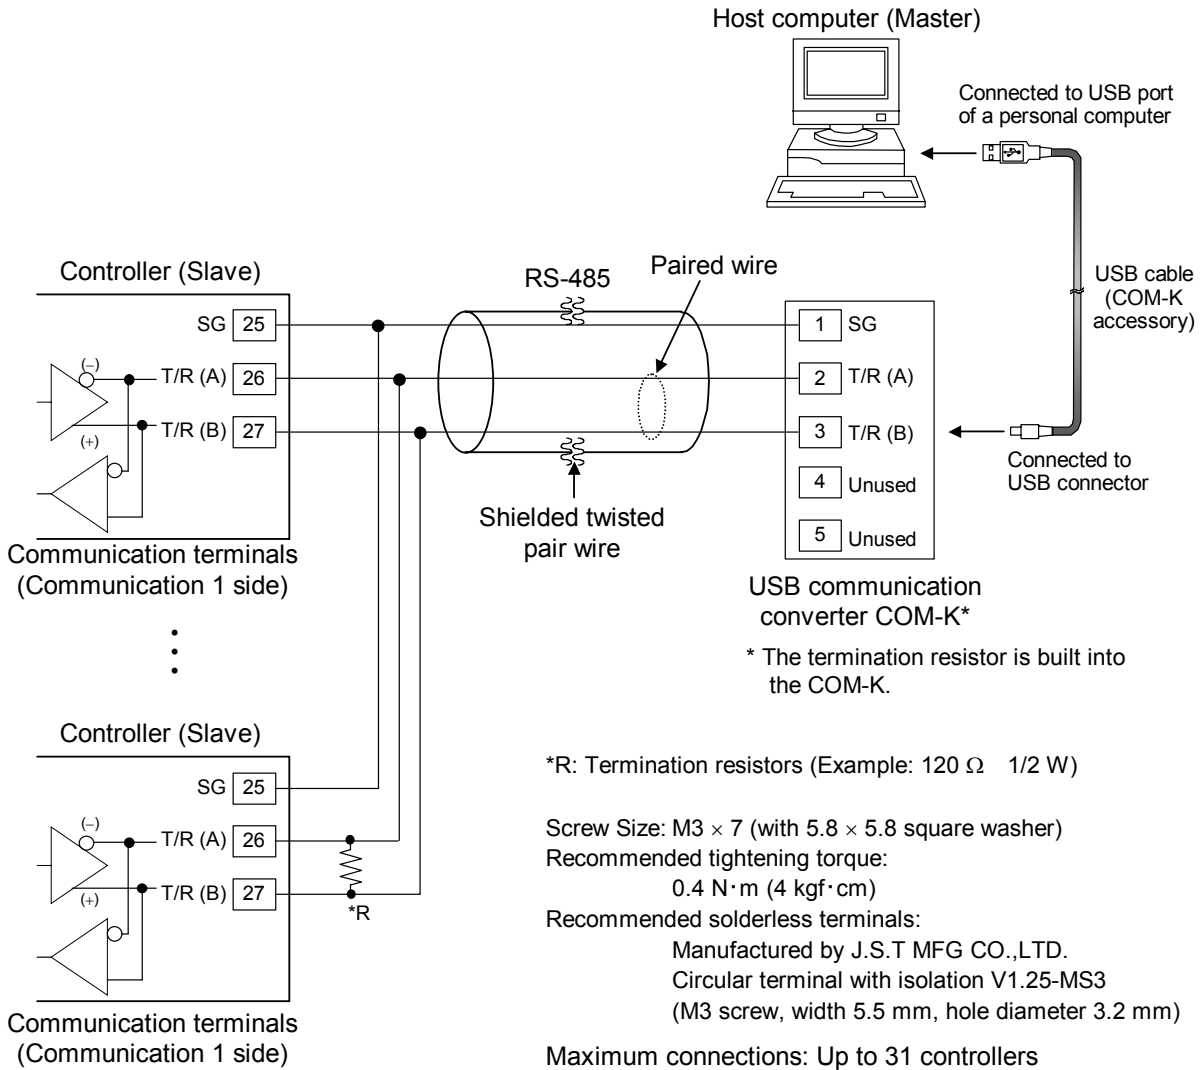 Host computer (Master)
Connected to USB port
of a personal computer
USB cable
(COM-K
accessory)
Controller (Slave)
RS-485
Paired wire
SG 25
(−)
T/R (A) 26
T/R (B) 27
(+)
1 SG
2 T/R (A)
3 T/R (B)
4 Unused
5 Unused
Connected to
USB connector
Shielded twisted
pair wire
Communication terminals
(Communication 1 side)
USB communication
converter COM-K*
* The termination resistor is built into
the COM-K.
Controller (Slave)
SG 25
(−)
T/R (A) 26
T/R (B) 27
(+)
*R
Communication terminals
(Communication 1 side)
*R: Termination resistors (Example: 120 Ω 1/2 W)
Screw Size: M3 × 7 (with 5.8 × 5.8 square washer)
Recommended tightening torque:
0.4 N·m (4 kgf·cm)
Recommended solderless terminals:
Manufactured by J.S.T MFG CO.,LTD.
Circular terminal with isolation V1.25-MS3
(M3 screw, width 5.5 mm, hole diameter 3.2 mm)
Maximum connections: Up to 31 controllers